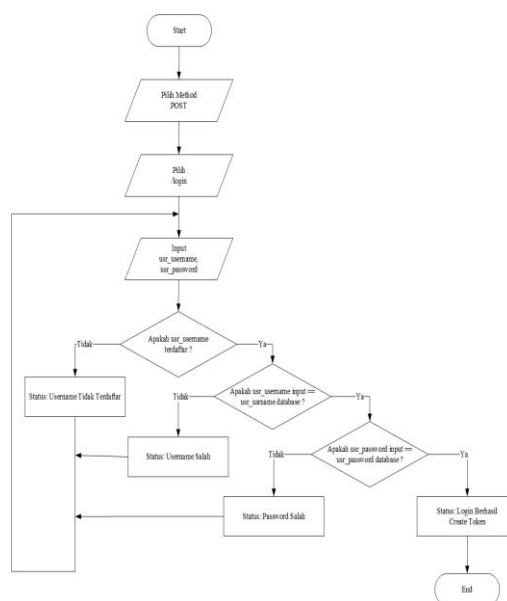 Start
Pilih Method
POST
Pilih
/login
Input
usr_username,
usr_password
Apakah usr_username
terdaftar ?
Tidak
Ya
Status: Username Tidak Terdaftar
Apakah usr_username input ==
usr_usrname database ?
Tidak
Ya
Status: Username Salah
Apakah usr_password input ==
usr_password database ?
Tidak
Ya
Status: Password Salah
Status: Login Berhasil
Create Token
End